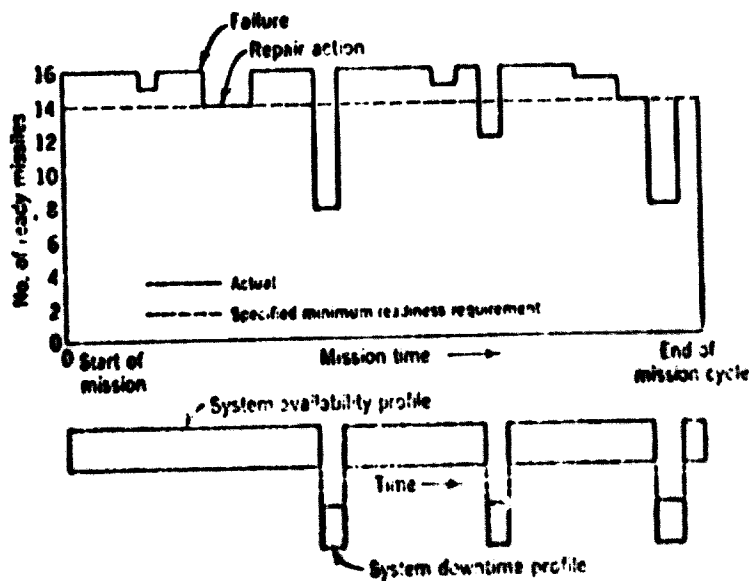 Failure
Repair action
No. of ready missiles
16
14
12
10
8
6
4
2
0
Actual
Specified minimum readiness requirement
Start of
mission
Mission time
End of
mission cycle
System availability profile
Time
System downtime profile